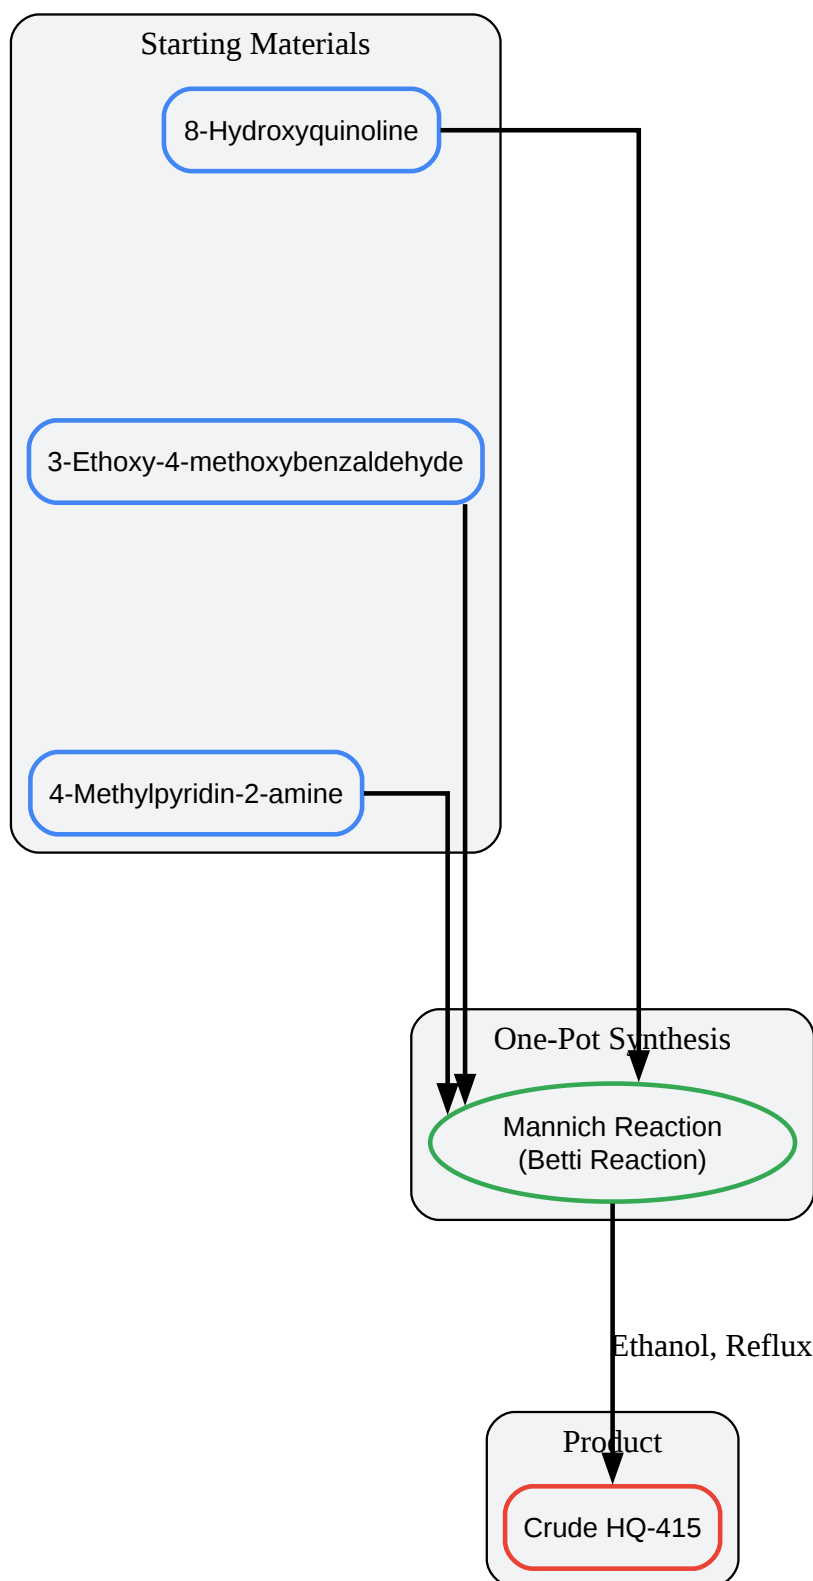 Starting Materials
8-Hydroxyquinoline
3-Ethoxy-4-methoxybenzaldehyde
4-Methylpyridin-2-amine
One-Pot Synthesis
Mannich Reaction
(Betti Reaction)
Ethanol, Reflux
Product
Crude HQ-415